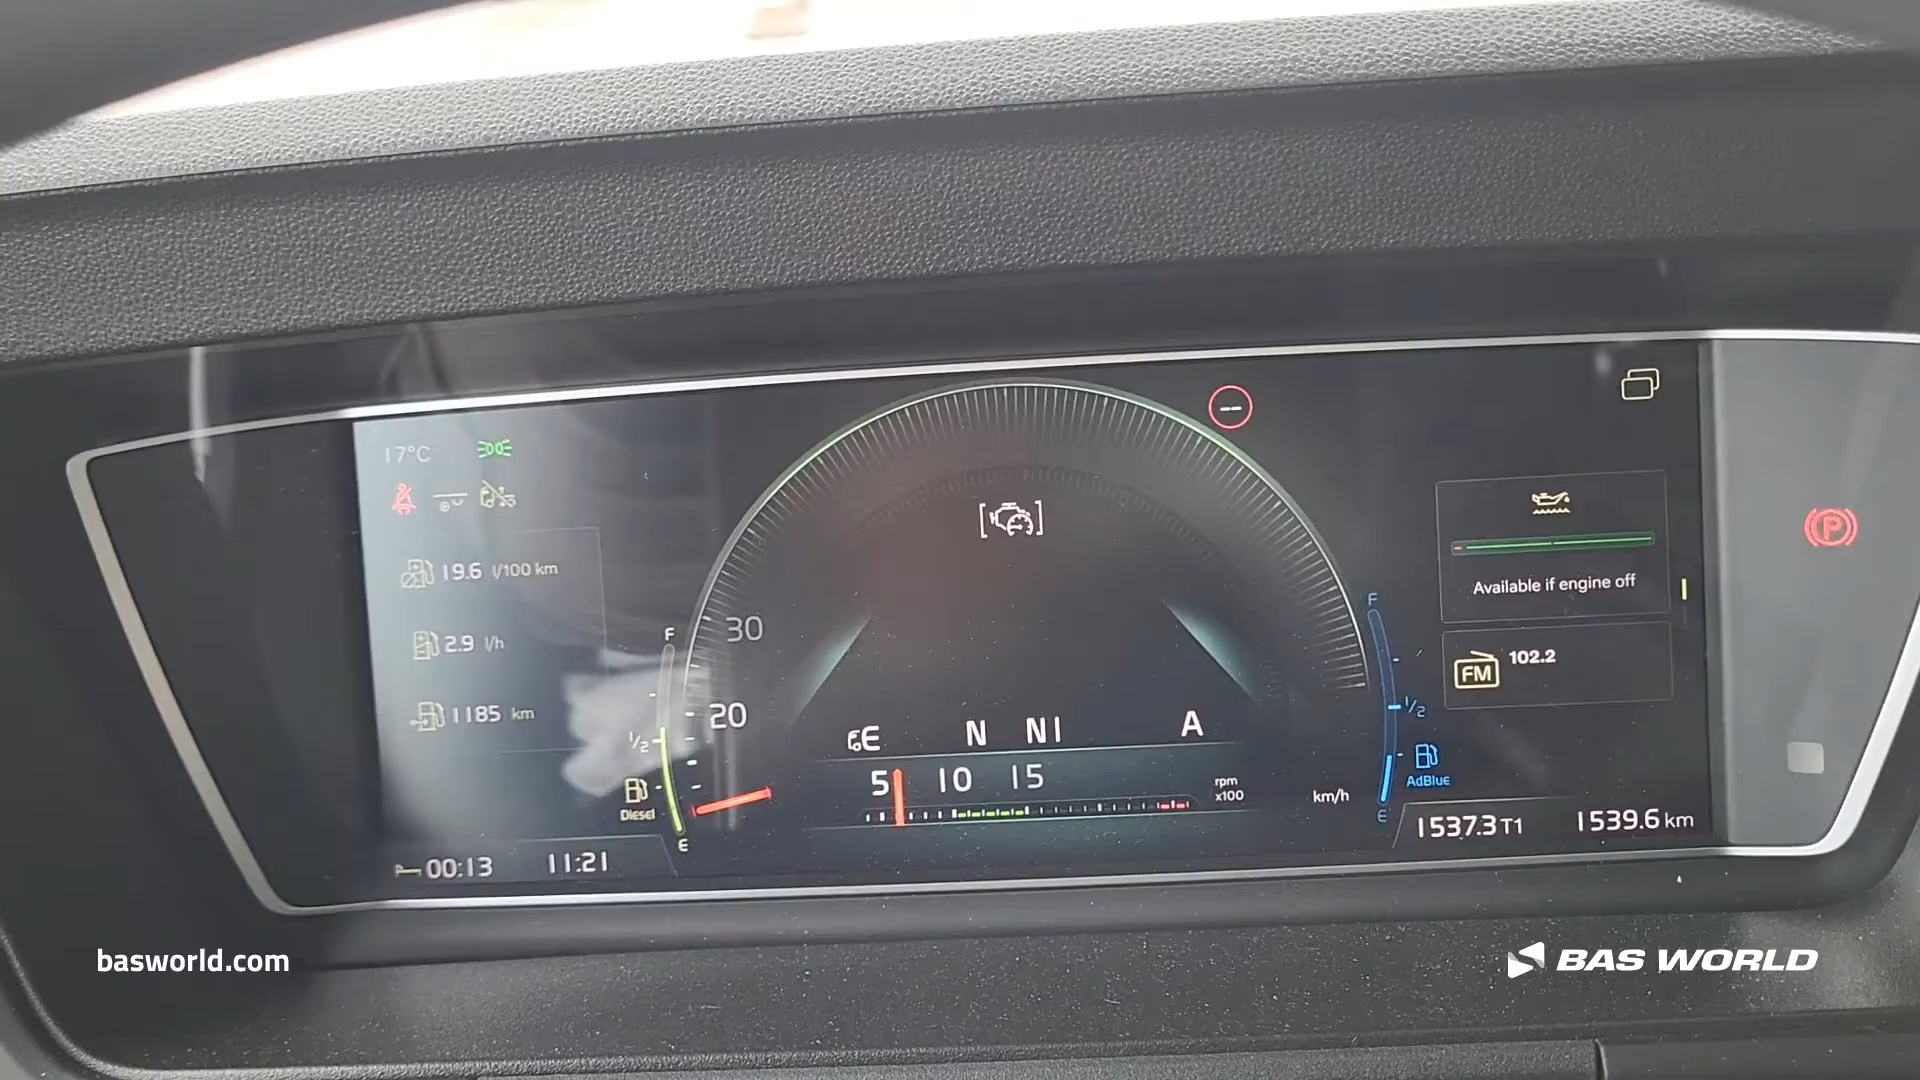 17°C
19.6 l/100 km
2.9 l/h
1185 km
00:13 11:21
F
1/2
Diesel
E
30
20
E N N1 A
5 10 15
rpm
x100
km/h
F
1/2
AdBlue
E
Available if engine off
FM 102.2
1537.3 T1 1539.6 km
P
basworld.com
BAS WORLD